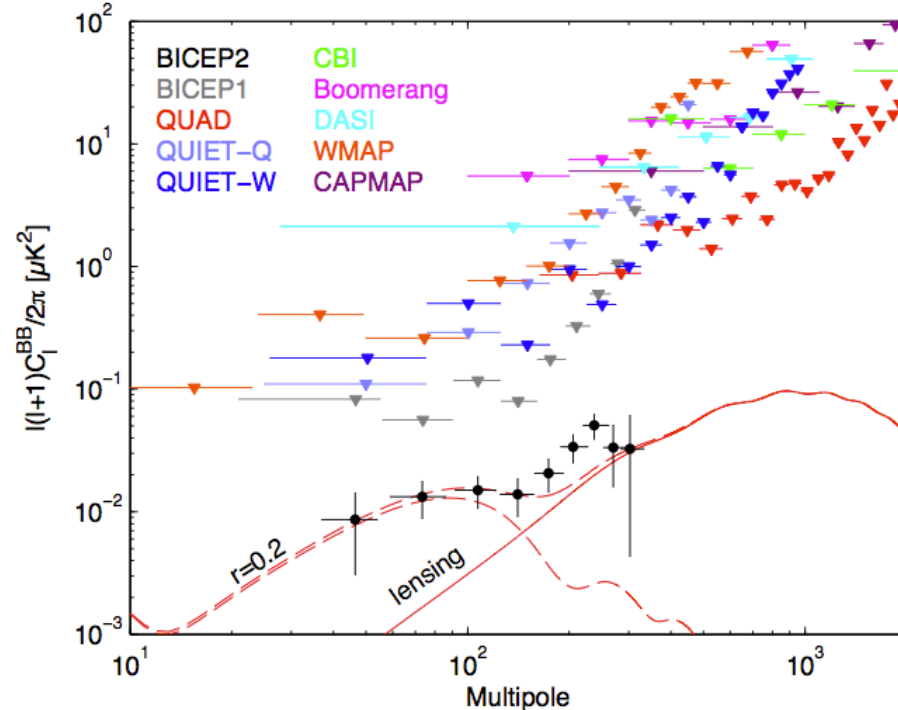 l(l+1)C_l^BB/2π [μK²]
10²
10¹
10⁰
10⁻¹
10⁻²
10⁻³
BICEP2
BICEP1
QUAD
QUIET-Q
QUIET-W
CBI
Boomerang
DASI
WMAP
CAPMAP
r=0.2
lensing
10¹
10²
10³
Multipole